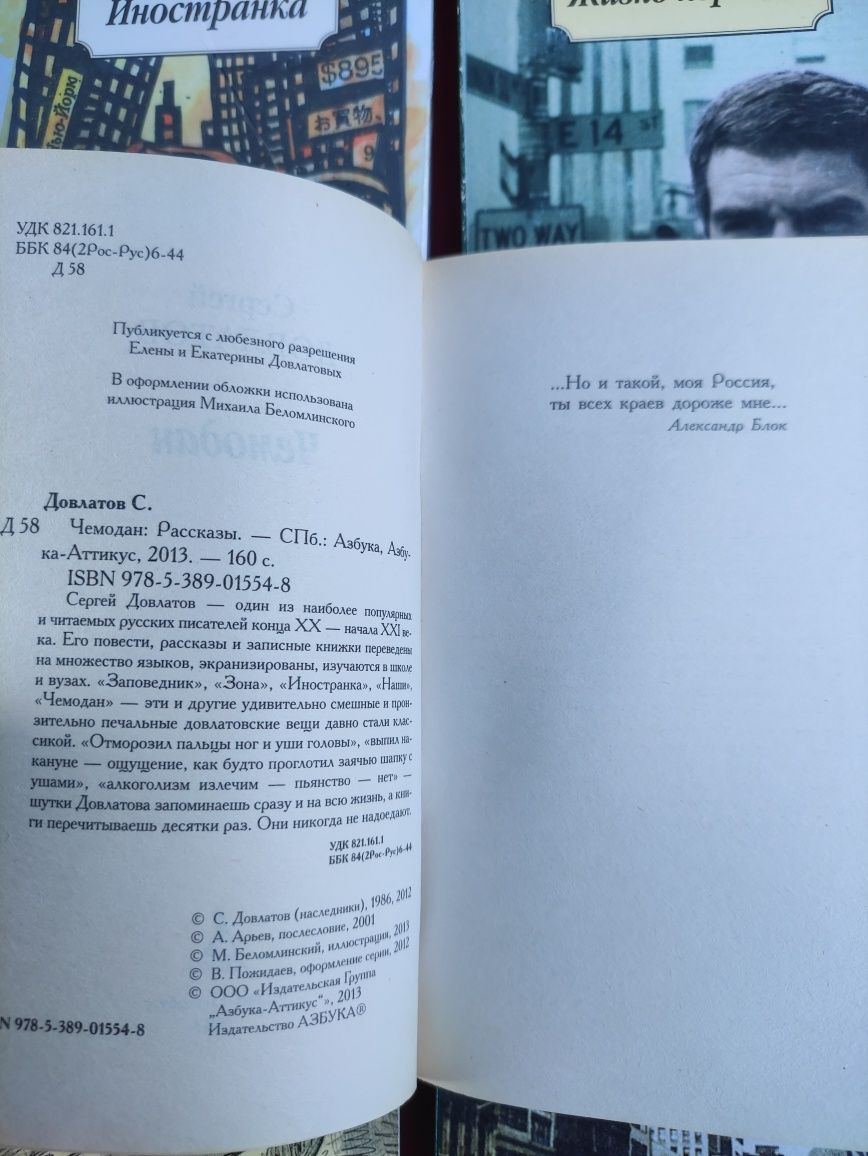 Иностранка
Жизнь
$895
お買物
9
Нью-Йорк
E 14 ST
TWO WAY
УДК 821.161.1
ББК 84(2Рос-Рус)6-44
Д 58
Публикуется с любезного разрешения
Елены и Екатерины Довлатовых
В оформлении обложки использована
иллюстрация Михаила Беломлинского
Довлатов С.
Д 58 Чемодан: Рассказы. — СПб.: Азбука, Азбу-
ка-Аттикус, 2013. — 160 с.
ISBN 978-5-389-01554-8
Сергей Довлатов — один из наиболее популярных
и читаемых русских писателей конца XX — начала XXI ве-
ка. Его повести, рассказы и записные книжки переведены
на множество языков, экранизированы, изучаются в школе
и вузах. «Заповедник», «Зона», «Иностранка», «Наши»,
«Чемодан» — эти и другие удивительно смешные и прон-
зительно печальные довлатовские вещи давно стали клас-
сикой. «Отморозил пальцы ног и уши головы», «выпил на-
кануне — ощущение, как будто проглотил заячью шапку с
ушами», «алкоголизм излечим — пьянство — нет» —
шутки Довлатова запоминаешь сразу и на всю жизнь, а кни-
ги перечитываешь десятки раз. Они никогда не надоедают.
УДК 821.161.1
ББК 84(2Рос-Рус)6-44
© С. Довлатов (наследники), 1986, 2012
© А. Арьев, послесловие, 2001
© М. Беломлинский, иллюстрация, 2013
© В. Пожидаев, оформление серии, 2012
© ООО «Издательская Группа
„Азбука-Аттикус“», 2013
Издательство АЗБУКА®
N 978-5-389-01554-8
...Но и такой, моя Россия,
ты всех краев дороже мне...
Александр Блок